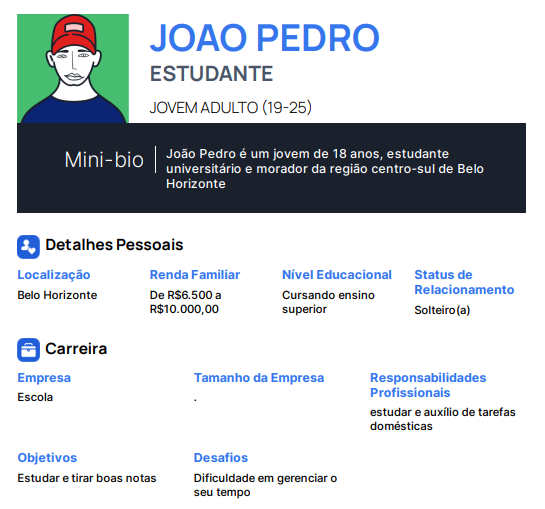 JOAO PEDRO
ESTUDANTE
JOVEM ADULTO (19-25)
Mini-bio
João Pedro é um jovem de 18 anos, estudante
universitário e morador da região centro-sul de Belo
Horizonte
Detalhes Pessoais
Localização
Belo Horizonte
Renda Familiar
De R$6.500 a
R$10.000,00
Nível Educacional
Cursando ensino
superior
Status de
Relacionamento
Solteiro(a)
Carreira
Empresa
Escola
Tamanho da Empresa
.
Responsabilidades
Profissionais
estudar e auxílio de tarefas
domésticas
Objetivos
Estudar e tirar boas notas
Desafios
Dificuldade em gerenciar o
seu tempo